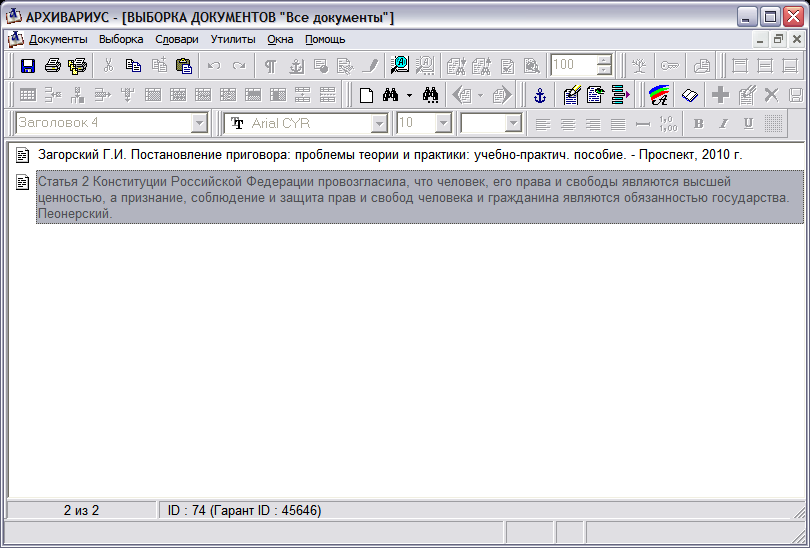 АРХИВАРИУС - [ВЫБОРКА ДОКУМЕНТОВ "Все документы"]
Документы Выборка Словари Утилиты Окна Помощь
100
Заголовок 4 Arial CYR 10 B I U
Загорский Г.И. Постановление приговора: проблемы теории и практики: учебно-практич. пособие. - Проспект, 2010 г.
Статья 2 Конституции Российской Федерации провозгласила, что человек, его права и свободы являются высшей
ценностью, а признание, соблюдение и защита прав и свобод человека и гражданина являются обязанностью государства.
Пеонерский.
2 из 2 ID : 74 (Гарант ID : 45646)